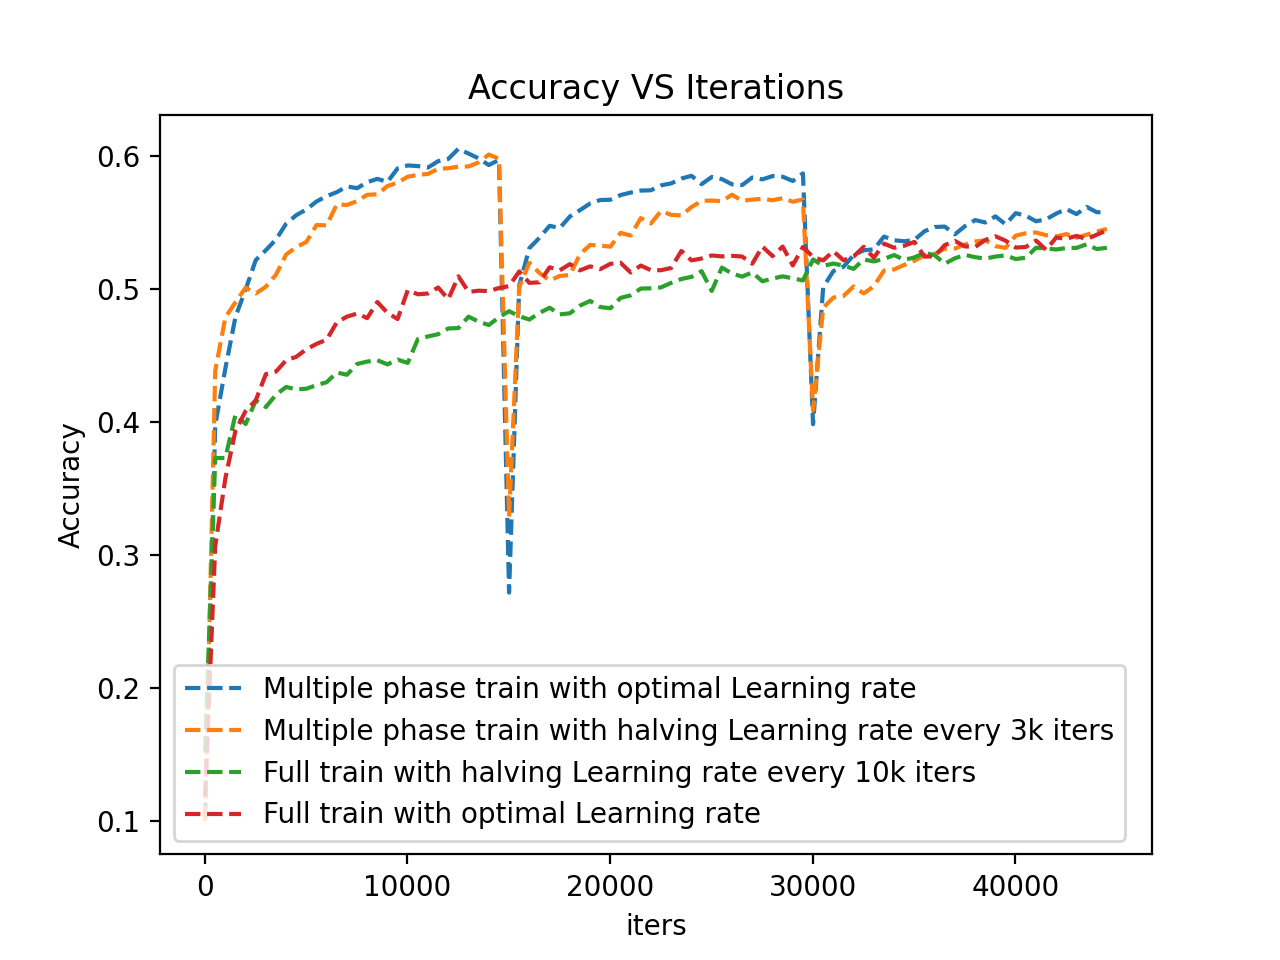 Accuracy VS Iterations
0.6
0.5
0.4
0.3
0.2
0.1
Accuracy
Multiple phase train with optimal Learning rate
Multiple phase train with halving Learning rate every 3k iters
Full train with halving Learning rate every 10k iters
Full train with optimal Learning rate
0 10000 20000 30000 40000
iters